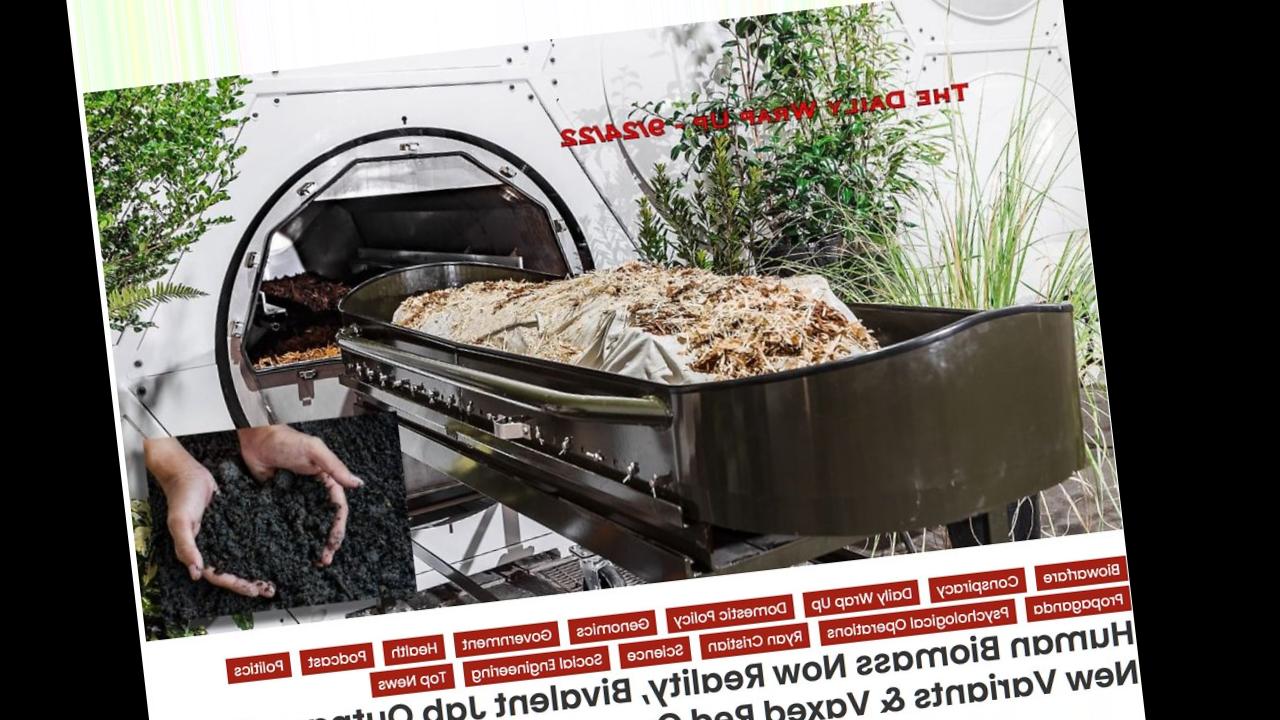 THE DAILY WRAP UP - 9/24/22
Biowarfare Conspiracy Daily Wrap Up Domestic Policy Genomics Government Health Podcast Politics
Propaganda Psychological Operations Ryan Cristian Science Social Engineering Top News
Human Biomass Now Reality, Bivalent Jab
New Variants & Vaxed Red